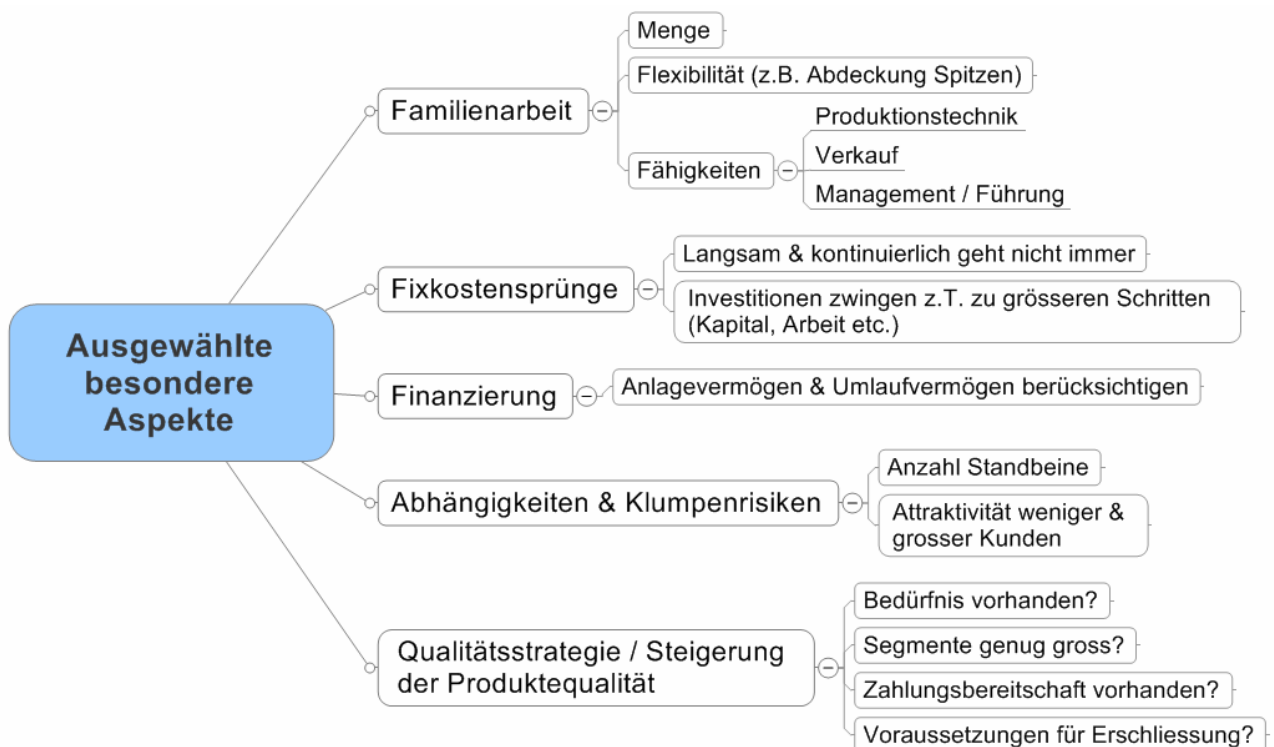 Ausgewählte
besondere
Aspekte
Familienarbeit
Menge
Flexibilität (z.B. Abdeckung Spitzen)
Fähigkeiten
Produktionstechnik
Verkauf
Management / Führung
Fixkostensprünge
Langsam & kontinuierlich geht nicht immer
Investitionen zwingen z.T. zu grösseren Schritten
(Kapital, Arbeit etc.)
Finanzierung
Anlagevermögen & Umlaufvermögen berücksichtigen
Abhängigkeiten & Klumpenrisiken
Anzahl Standbeine
Attraktivität weniger &
grosser Kunden
Qualitätsstrategie / Steigerung
der Produktequalität
Bedürfnis vorhanden?
Segmente genug gross?
Zahlungsbereitschaft vorhanden?
Voraussetzungen für Erschliessung?